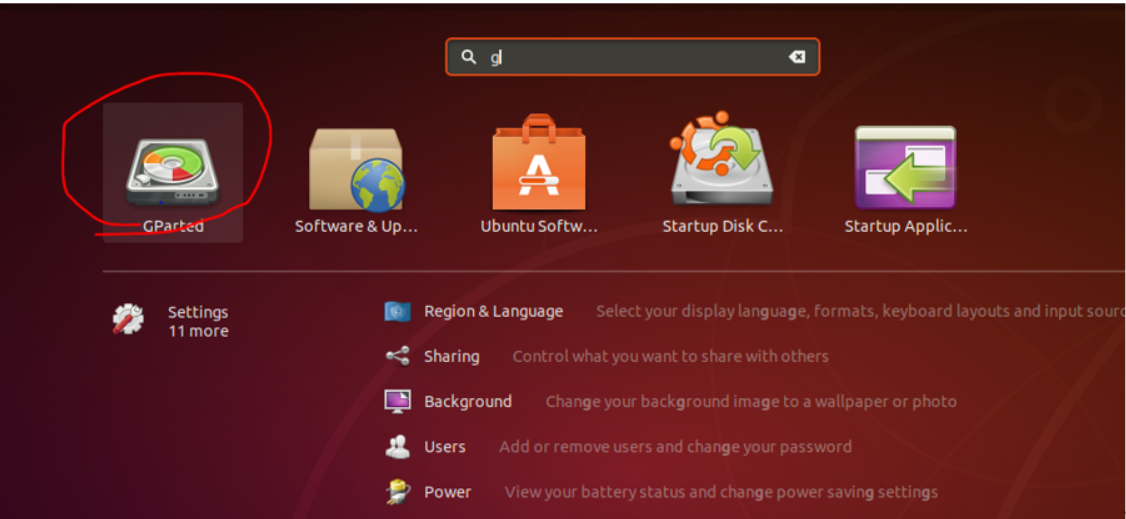 g
GParted
Software & Up...
Ubuntu Softw...
Startup Disk C...
Startup Applic...
Settings
11 more
Region & Language Select your display language, formats, keyboard layouts and input sourc
Sharing Control what you want to share with others
Background Change your background image to a wallpaper or photo
Users Add or remove users and change your password
Power View your battery status and change power saving settings